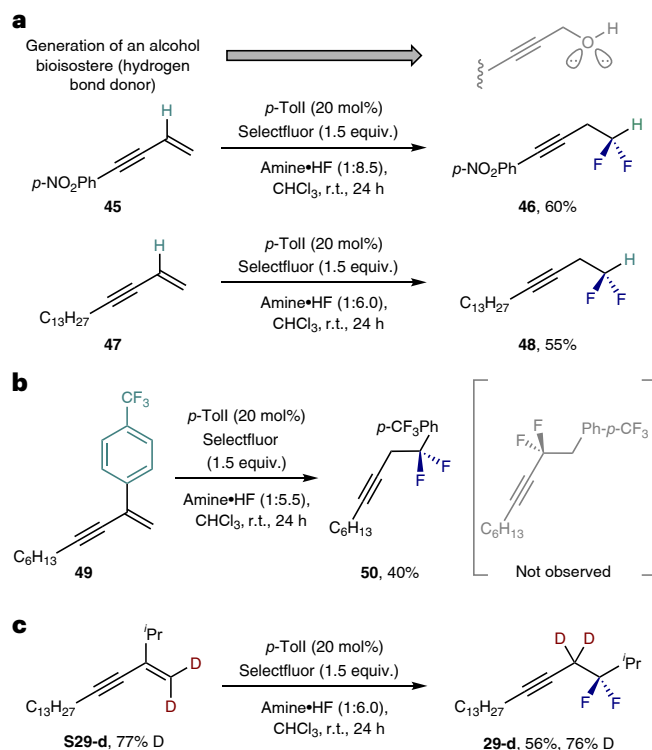 a
Generation of an alcohol
bioisostere (hydrogen
bond donor)
O
H
H
p-NO₂Ph
45
p-TolI (20 mol%)
Selectfluor (1.5 equiv.)
Amine•HF (1:8.5),
CHCl₃, r.t., 24 h
p-NO₂Ph
H
F
F
46, 60%
H
C₁₃H₂₇
47
p-TolI (20 mol%)
Selectfluor (1.5 equiv.)
Amine•HF (1:6.0),
CHCl₃, r.t., 24 h
C₁₃H₂₇
H
F
F
48, 55%
b
CF₃
C₆H₁₃
49
p-TolI (20 mol%)
Selectfluor
(1.5 equiv.)
Amine•HF (1:5.5),
CHCl₃, r.t., 24 h
p-CF₃Ph
F
F
C₆H₁₃
50, 40%
F
F
Ph-p-CF₃
C₆H₁₃
Not observed
c
ⁱPr
D
D
C₁₃H₂₇
S29-d, 77% D
p-TolI (20 mol%)
Selectfluor (1.5 equiv.)
Amine•HF (1:6.0),
CHCl₃, r.t., 24 h
D D
ⁱPr
F
F
C₁₃H₂₇
29-d, 56%, 76% D